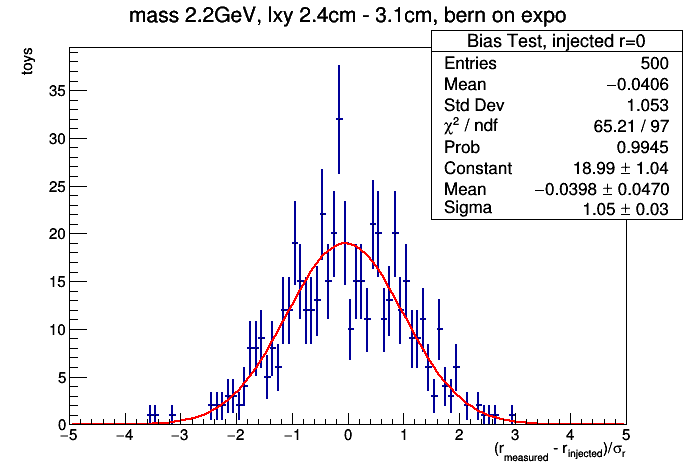 mass 2.2GeV, lxy 2.4cm - 3.1cm, bern on expo
toys
Bias Test, injected r=0
Entries 500
Mean −0.0406
Std Dev 1.053
χ² / ndf 65.21 / 97
Prob 0.9945
Constant 18.99 ± 1.04
Mean −0.0398 ± 0.0470
Sigma 1.05 ± 0.03
35
30
25
20
15
10
5
0
−5 −4 −3 −2 −1 0 1 2 3 4 5
(r_measured - r_injected)/σ_r